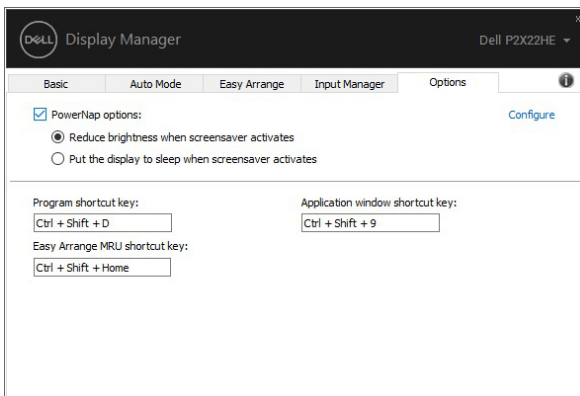 DELL Display Manager
Dell P2X22HE
Basic Auto Mode Easy Arrange Input Manager Options
PowerNap options: Configure
Reduce brightness when screensaver activates
Put the display to sleep when screensaver activates
Program shortcut key: Application window shortcut key:
Ctrl + Shift + D Ctrl + Shift + 9
Easy Arrange MRU shortcut key:
Ctrl + Shift + Home